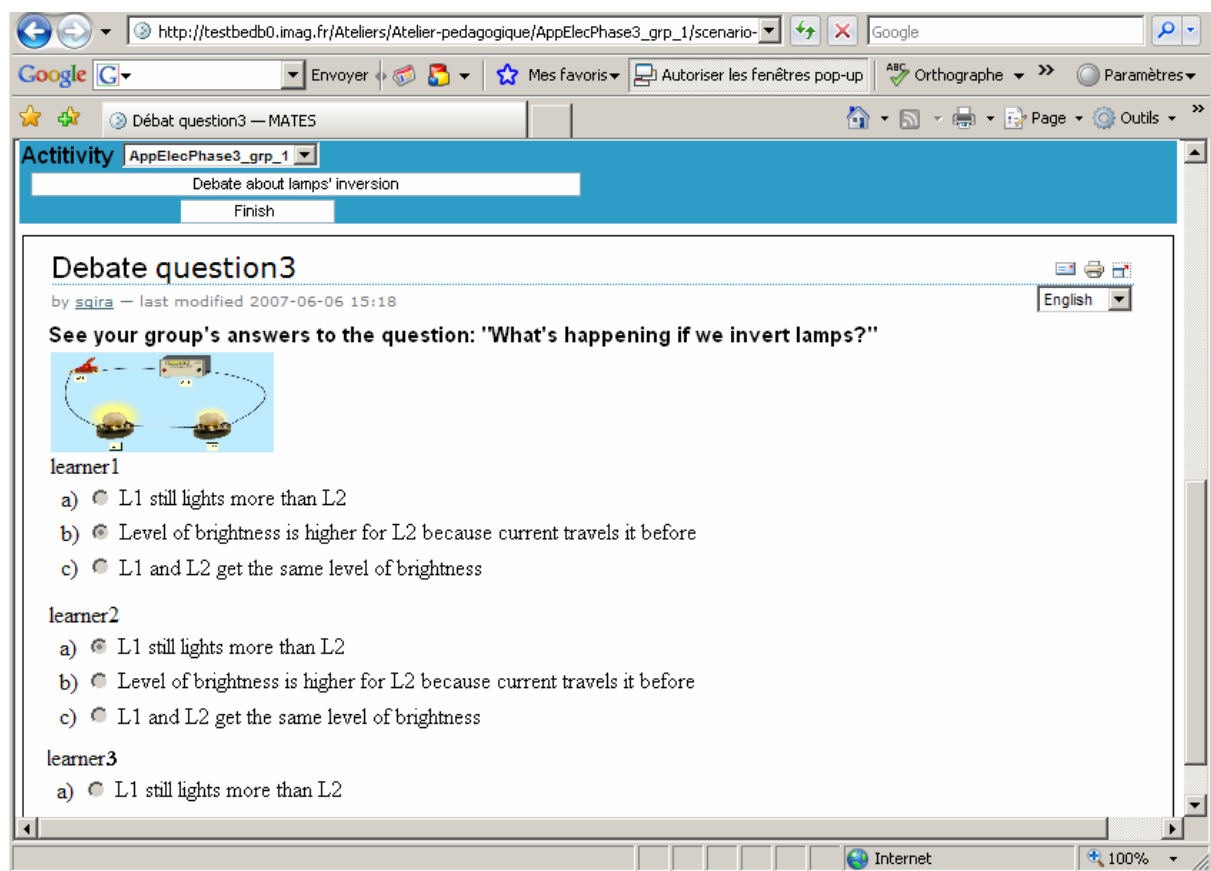 http://testbedb0.imag.fr/Ateliers/Atelier-pedagogique/AppElecPhase3_grp_1/scenario- Google
Google G Envoyer Mes favoris Autoriser les fenêtres pop-up ABC Orthographe >> Paramètres
Débat question3 — MATES Page Outils >>
Actitivity AppElecPhase3_grp_1
Debate about lamps' inversion
Finish
Debate question3
by sqira — last modified 2007-06-06 15:18 English
See your group's answers to the question: "What's happening if we invert lamps?"
learner1
a) L1 still lights more than L2
b) Level of brightness is higher for L2 because current travels it before
c) L1 and L2 get the same level of brightness
learner2
a) L1 still lights more than L2
b) Level of brightness is higher for L2 because current travels it before
c) L1 and L2 get the same level of brightness
learner3
a) L1 still lights more than L2
Internet 100%